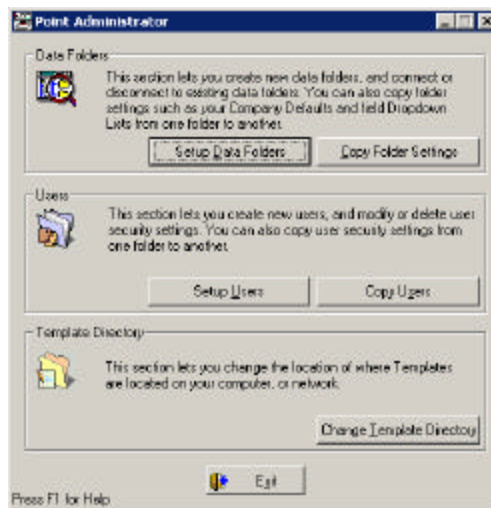 Point Administrator
Data Folders
This section lets you create new data folders, and connect or
disconnect to existing data folders. You can also copy folder
settings such as your Company Defaults and field Dropdown
Lists from one folder to another.
Setup Data Folders
Copy Folder Settings
Users
This section lets you create new users, and modify or delete user
security settings. You can also copy user security settings from
one folder to another.
Setup Users
Copy Users
Template Directory
This section lets you change the location of where Templates
are located on your computer, or network.
Change Template Directory
Exit
Press F1 for Help